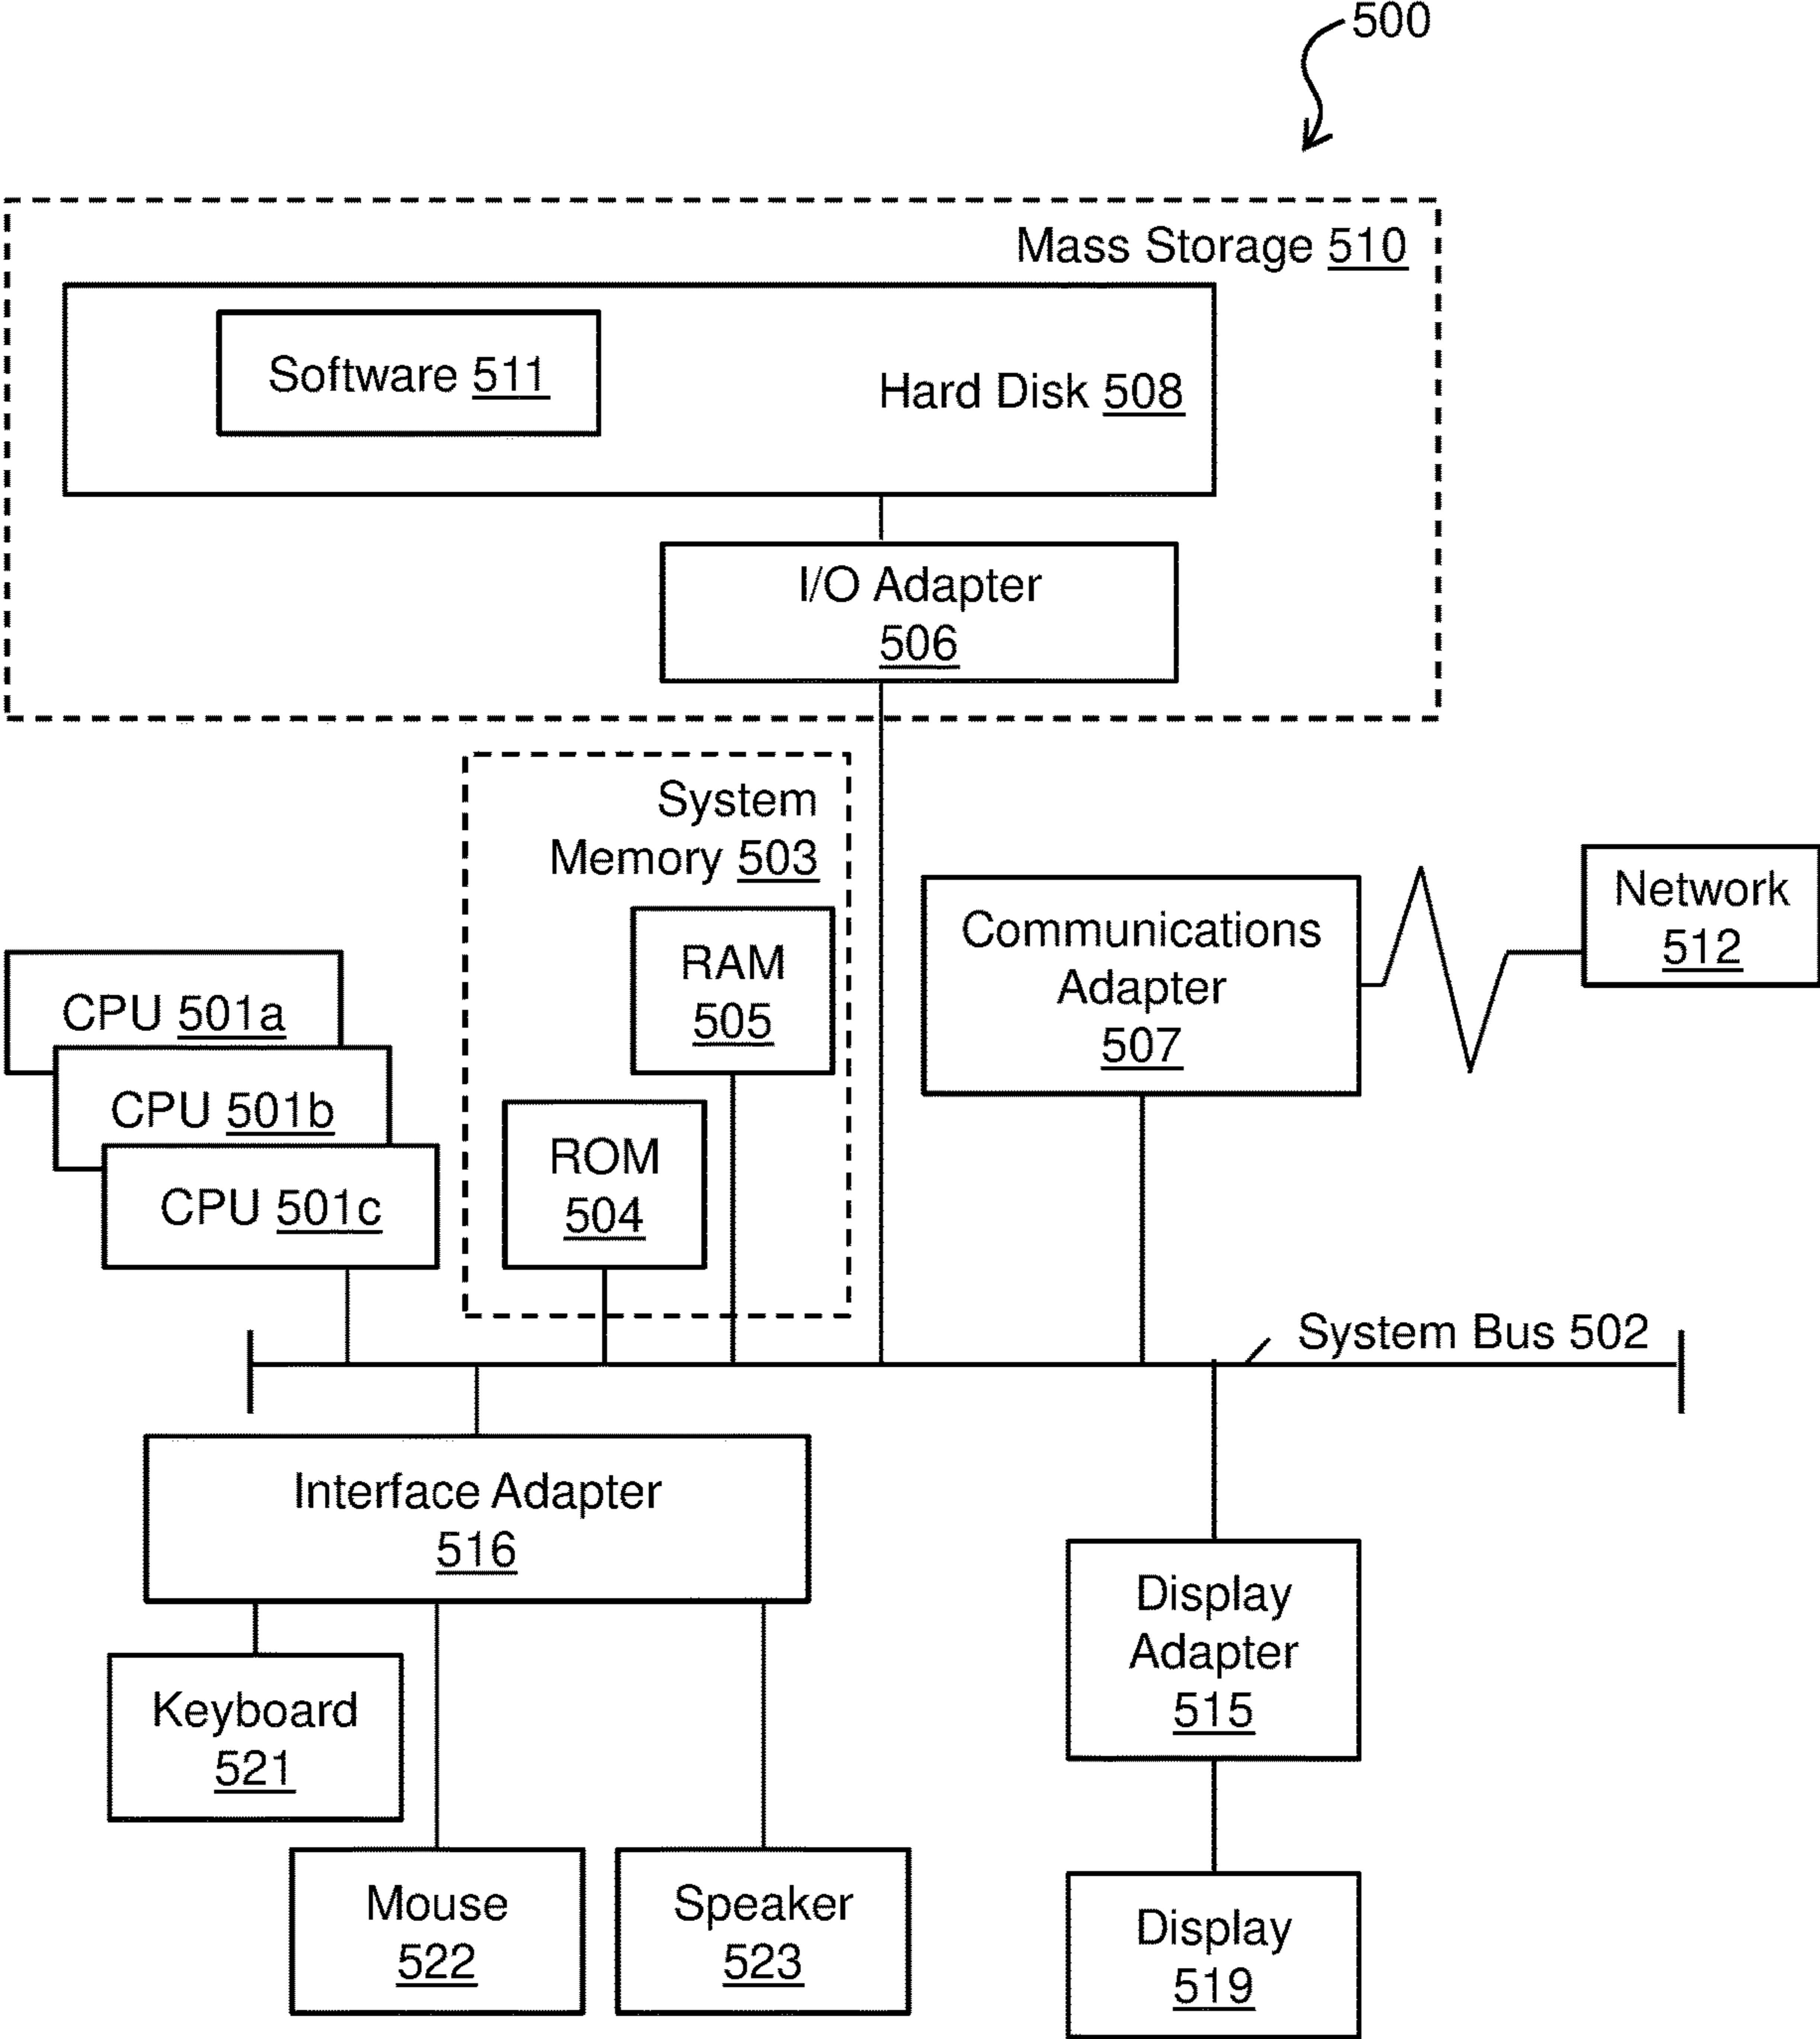 500
Mass Storage 510
Software 511
Hard Disk 508
I/O Adapter
506
System
Memory 503
RAM
505
ROM
504
Communications
Adapter
507
Network
512
CPU 501a
CPU 501b
CPU 501c
System Bus 502
Interface Adapter
516
Keyboard
521
Mouse
522
Speaker
523
Display
Adapter
515
Display
519